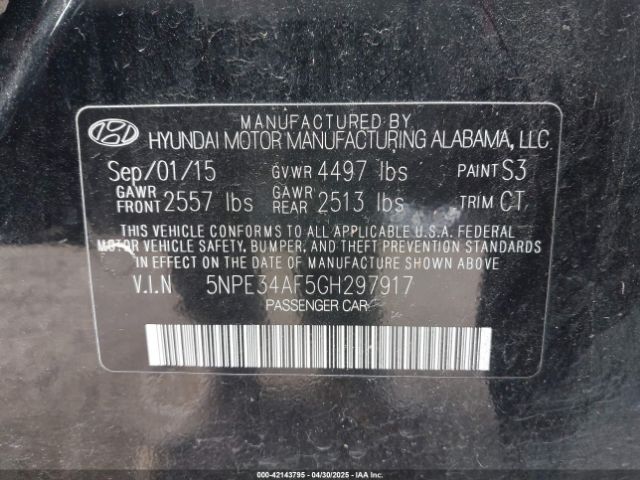 MANUFACTURED BY
HYUNDAI MOTOR MANUFACTURING ALABAMA, LLC
Sep/01/15 GVWR 4497 lbs PAINT S3
GAWR FRONT 2557 lbs GAWR REAR 2513 lbs TRIM CT
THIS VEHICLE CONFORMS TO ALL APPLICABLE U.S.A. FEDERAL
MOTOR VEHICLE SAFETY, BUMPER, AND THEFT PREVENTION STANDARDS
IN EFFECT ON THE DATE OF MANUFACTURE SHOWN ABOVE.
V.I.N 5NPE34AF5GH297917
PASSENGER CAR
000-42143795 - 04/30/2025 - IAAI.COM